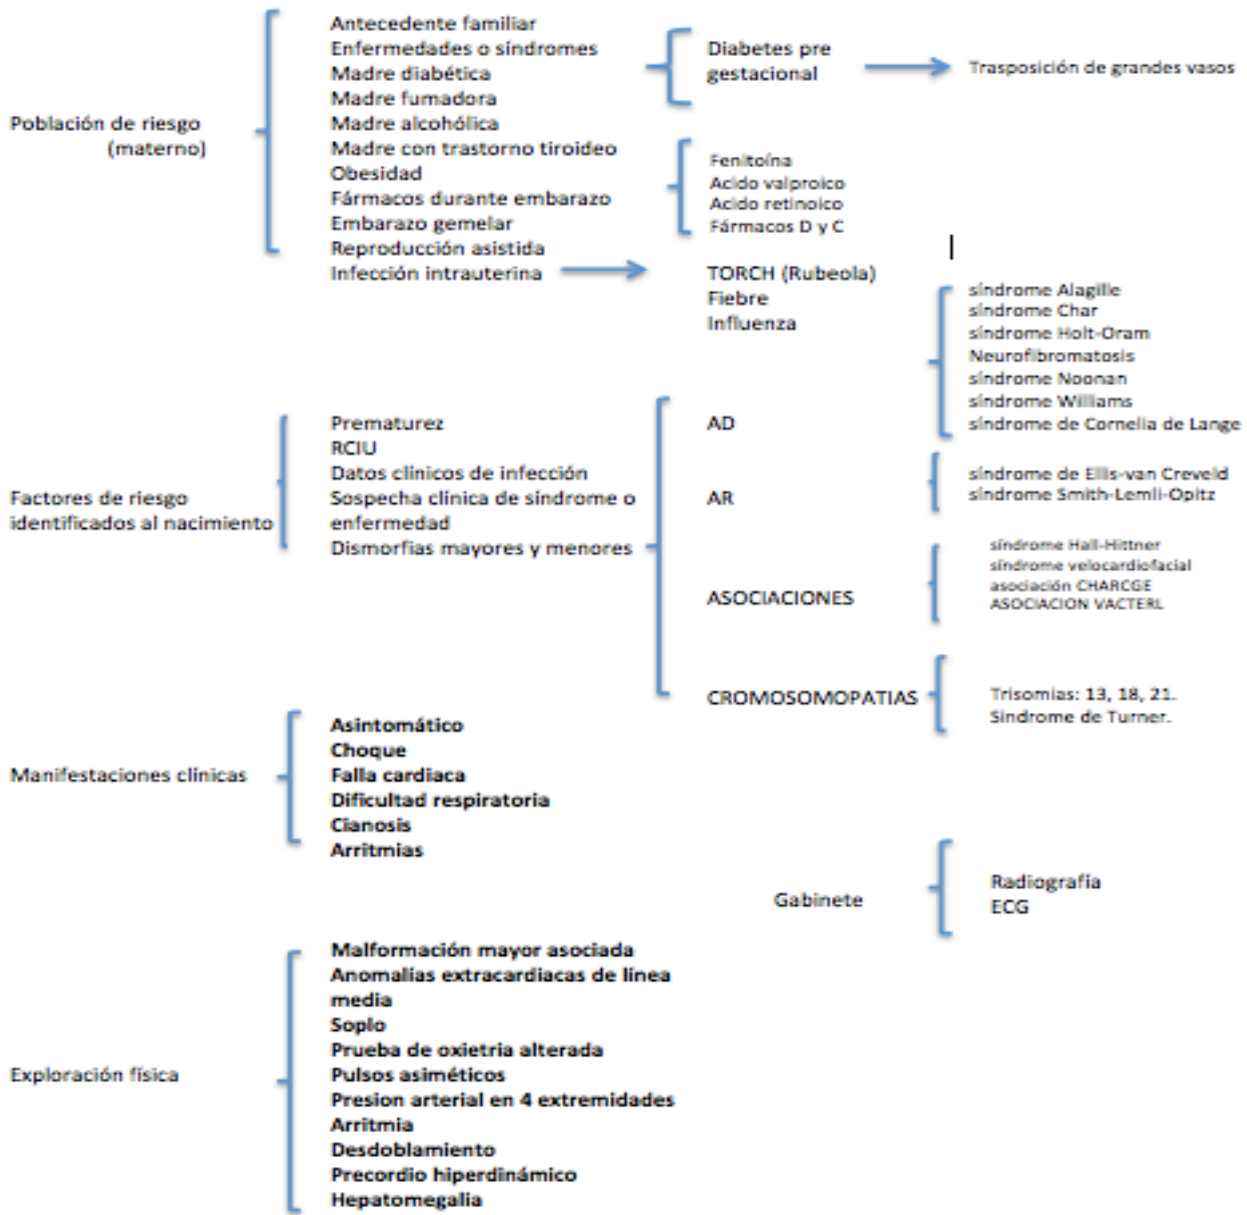 Antecedente familiar
Enfermedades o síndromes
Madre diabética
Madre fumadora
Madre alcohólica
Madre con trastorno tiroideo
Obesidad
Fármacos durante embarazo
Embarazo gemelar
Reproducción asistida
Infección intrauterina
Población de riesgo
(materno)
Diabetes pre
gestacional
Trasposición de grandes vasos
Fenitoína
Acido valproico
Acido retinoico
Fármacos D y C
TORCH (Rubeola)
Fiebre
Influenza
Factores de riesgo
identificados al nacimiento
Prematurez
RCIU
Datos clínicos de infección
Sospecha clínica de síndrome o
enfermedad
Dismorfias mayores y menores
AD
síndrome Alagille
síndrome Char
síndrome Holt-Oram
Neurofibromatosis
síndrome Noonan
síndrome Williams
síndrome de Cornelia de Lange
AR
síndrome de Ellis-van Creveld
síndrome Smith-Lemli-Opitz
ASOCIACIONES
síndrome Hall-Hittner
síndrome velocardiofacial
asociación CHARCGE
ASOCIACION VACTERL
CROMOSOMOPATIAS
Trisomias: 13, 18, 21.
Sindrome de Turner.
Manifestaciones clínicas
Asintomático
Choque
Falla cardiaca
Dificultad respiratoria
Cianosis
Arritmias
Gabinete
Radiografía
ECG
Exploración física
Malformación mayor asociada
Anomalías extracardiacas de línea
media
Soplo
Prueba de oxietria alterada
Pulsos asiméticos
Presion arterial en 4 extremidades
Arritmia
Desdoblamiento
Precordio hiperdinámico
Hepatomegalia